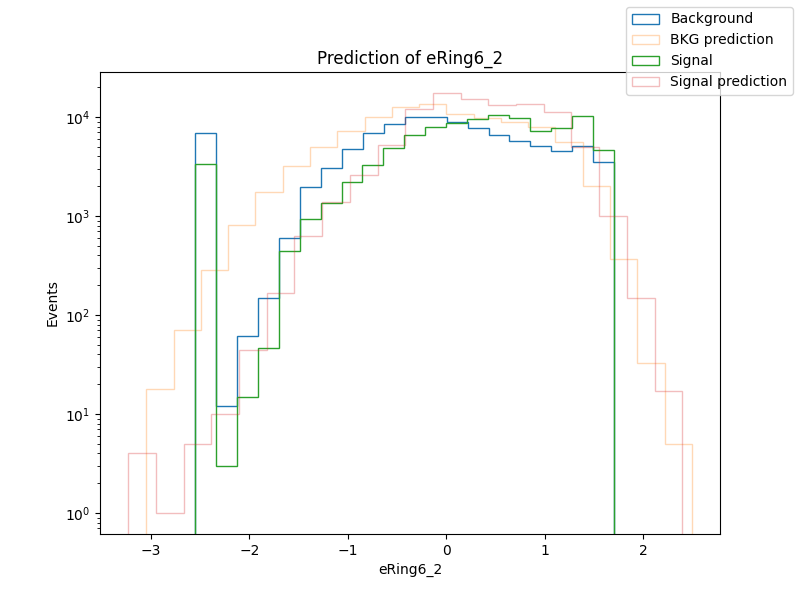 Prediction of eRing6_2
Background
BKG prediction
Signal
Signal prediction
Events
10⁴
10³
10²
10¹
10⁰
−3 −2 −1 0 1 2
eRing6_2